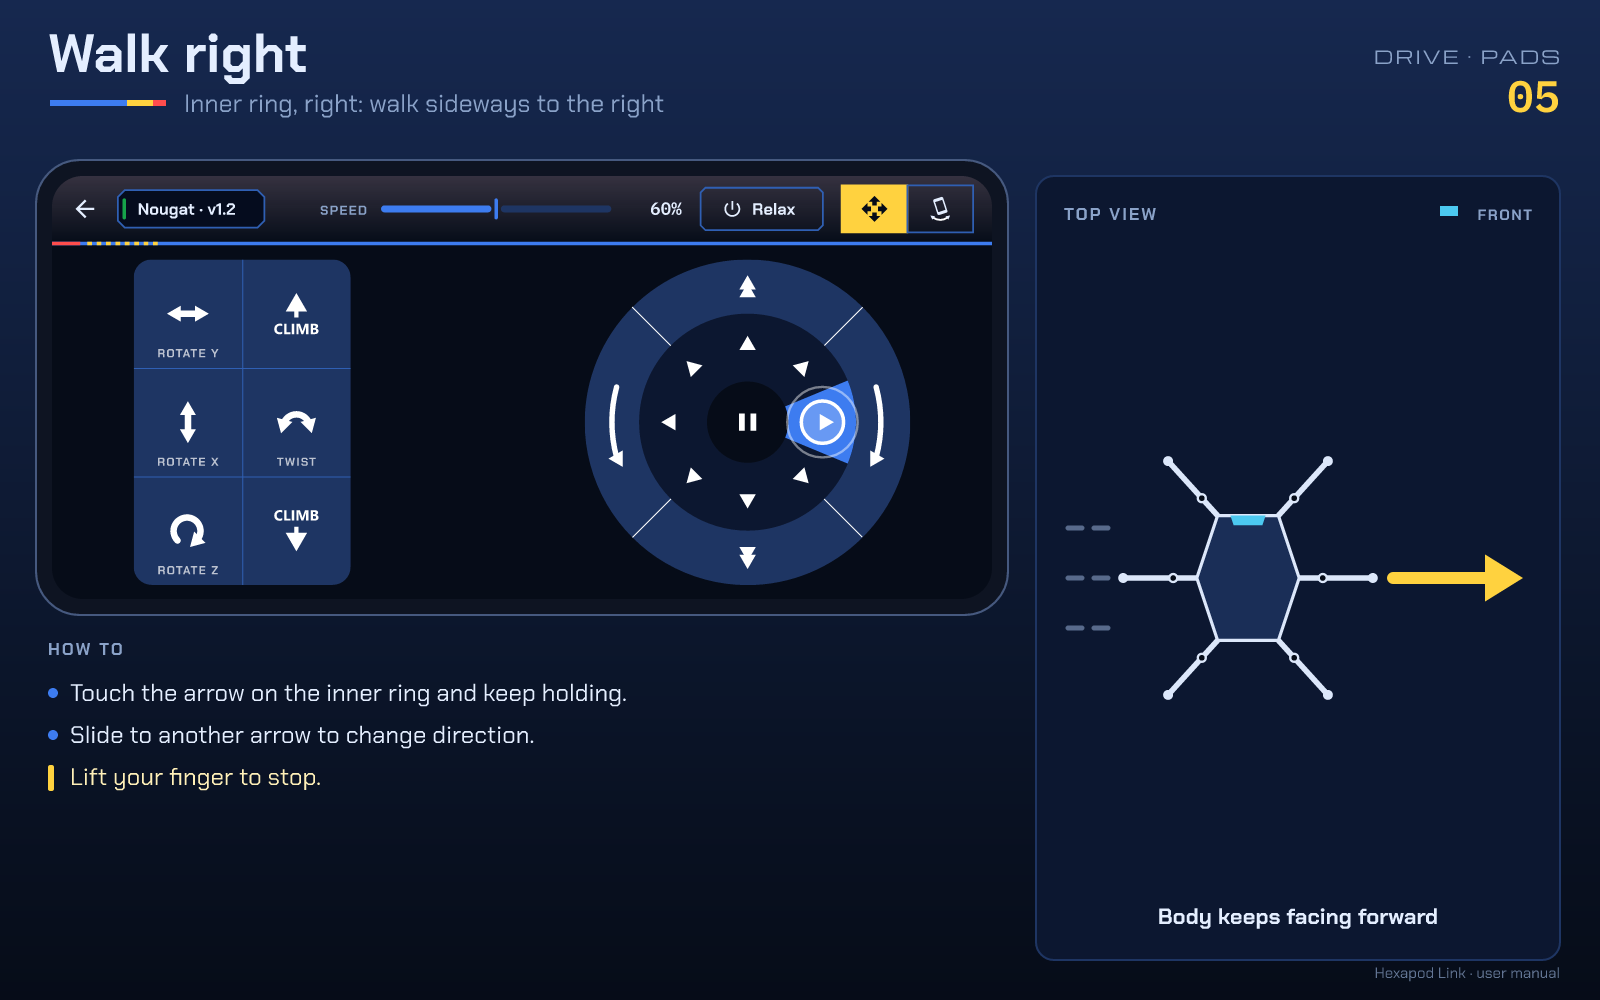 Walk right
Inner ring, right: walk sideways to the right
DRIVE · PADS
05
Nougat · v1.2
SPEED
60%
Relax
ROTATE Y
CLIMB
ROTATE X
TWIST
ROTATE Z
CLIMB
HOW TO
Touch the arrow on the inner ring and keep holding.
Slide to another arrow to change direction.
Lift your finger to stop.
TOP VIEW
FRONT
Body keeps facing forward
Hexapod Link · user manual